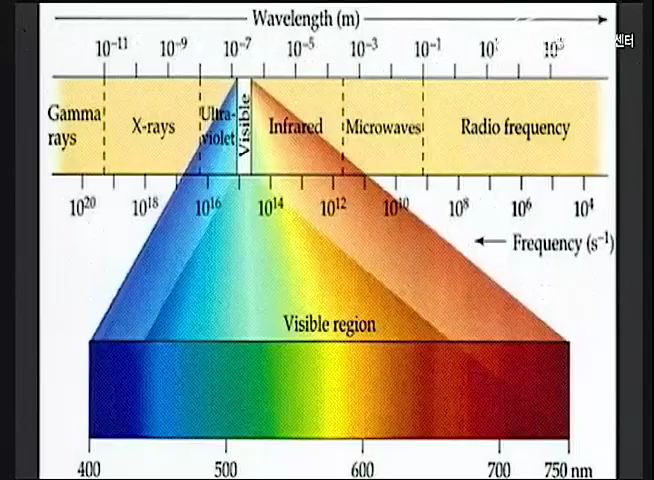 Wavelength (m)
10⁻¹¹ 10⁻⁹ 10⁻⁷ 10⁻⁵ 10⁻³ 10⁻¹
Gamma rays X-rays Ultra-violet Visible Infrared Microwaves Radio frequency
10²⁰ 10¹⁸ 10¹⁶ 10¹⁴ 10¹² 10¹⁰ 10⁸ 10⁶ 10⁴
Frequency (s⁻¹)
Visible region
400 500 600 700 750 nm